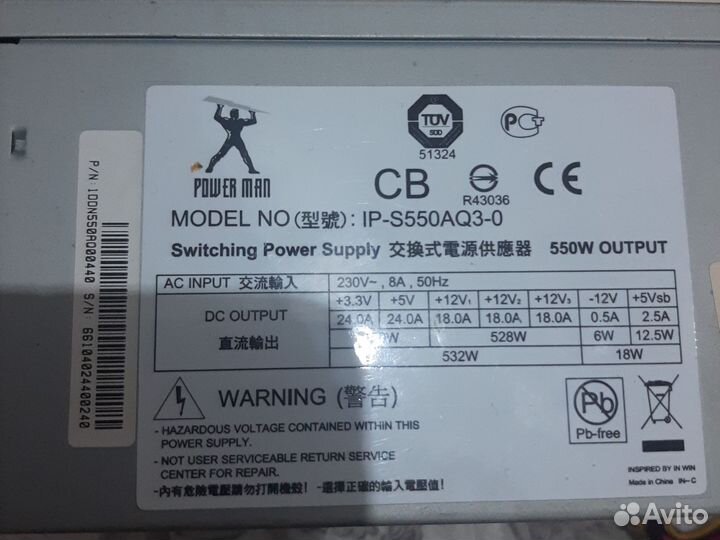 POWER MAN
TUV
SÜD
51324
PCT
CB
R43036
CE
MODEL NO (型號): IP-S550AQ3-0
Switching Power Supply 交換式電源供應器 550W OUTPUT
AC INPUT 交流輸入 230V~, 8A, 50Hz
DC OUTPUT 直流輸出
+3.3V +5V +12V1 +12V2 +12V3 -12V +5Vsb
24.0A 24.0A 18.0A 18.0A 18.0A 0.5A 2.5A
528W 6W 12.5W
532W 18W
WARNING (警告)
- HAZARDOUS VOLTAGE CONTAINED WITHIN THIS
POWER SUPPLY.
- NOT USER SERVICEABLE RETURN SERVICE
CENTER FOR REPAIR.
-內有危險電壓請勿打開機殼! -選擇正確的輸入電壓值!
Pb
Pb-free
INSPIRED BY IN WIN
Made in China IN-C
P/N:1DDN550AQ00440 S/N: 66104024400240
Avito